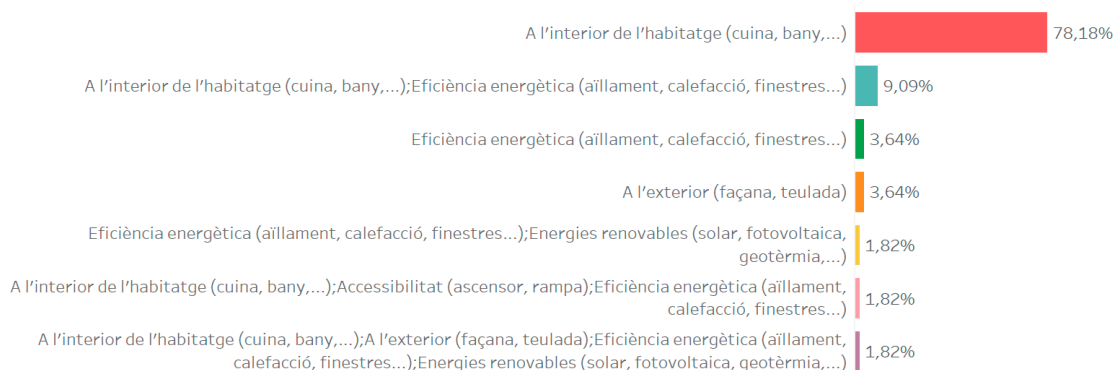 A l'interior de l'habitatge (cuina, bany,...) 78,18%
A l'interior de l'habitatge (cuina, bany,...);Eficiència energètica (aïllament, calefacció, finestres...) 9,09%
Eficiència energètica (aïllament, calefacció, finestres...) 3,64%
A l'exterior (façana, teulada) 3,64%
Eficiència energètica (aïllament, calefacció, finestres...);Energies renovables (solar, fotovoltaica,
geotèrmia,...) 1,82%
A l'interior de l'habitatge (cuina, bany,...);Accessibilitat (ascensor, rampa);Eficiència energètica (aïllament,
calefacció, finestres...) 1,82%
A l'interior de l'habitatge (cuina, bany,...);A l'exterior (façana, teulada);Eficiència energètica (aïllament,
calefacció, finestres...);Energies renovables (solar, fotovoltaica, geotèrmia,...) 1,82%